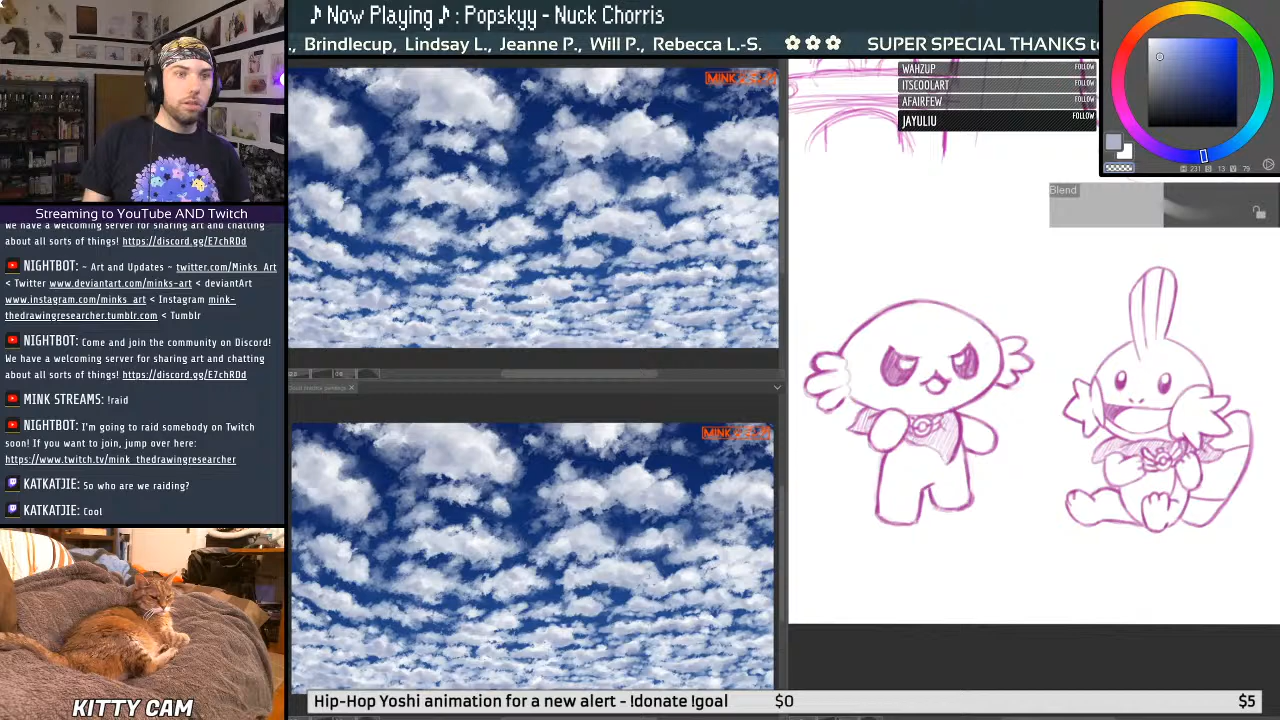 ♪ Now Playing ♪ : Popskyy - Nuck Chorris
., Brindlecup, Lindsay L., Jeanne P., Will P., Rebecca L.-S. ✿ ✿ ✿ SUPER SPECIAL THANKS t
WAHZUP FOLLOW
ITSCOOLART FOLLOW
AFAIRFEW FOLLOW
JAYULIU FOLLOW
231 13 79
Blend
Streaming to YouTube AND Twitch
we have a welcoming server for sharing art and chatting
about all sorts of things! https://discord.gg/E7chRDd
NIGHTBOT: ~ Art and Updates ~ twitter.com/Minks_Art
< Twitter www.deviantart.com/minks-art < deviantArt
www.instagram.com/minks_art < Instagram mink-
thedrawingresearcher.tumblr.com < Tumblr
NIGHTBOT: Come and join the community on Discord!
We have a welcoming server for sharing art and chatting
about all sorts of things! https://discord.gg/E7chRDd
MINK STREAMS: !raid
NIGHTBOT: I'm going to raid somebody on Twitch
so if you want to join, jump over here:
https://www.twitch.tv/mink_thedrawingresearcher
KATKATJIE: So who are we raiding?
KATKATJIE: Cool
KITTY CAM
Hip-Hop Yoshi animation for a new alert - !donate !goal $0 $5